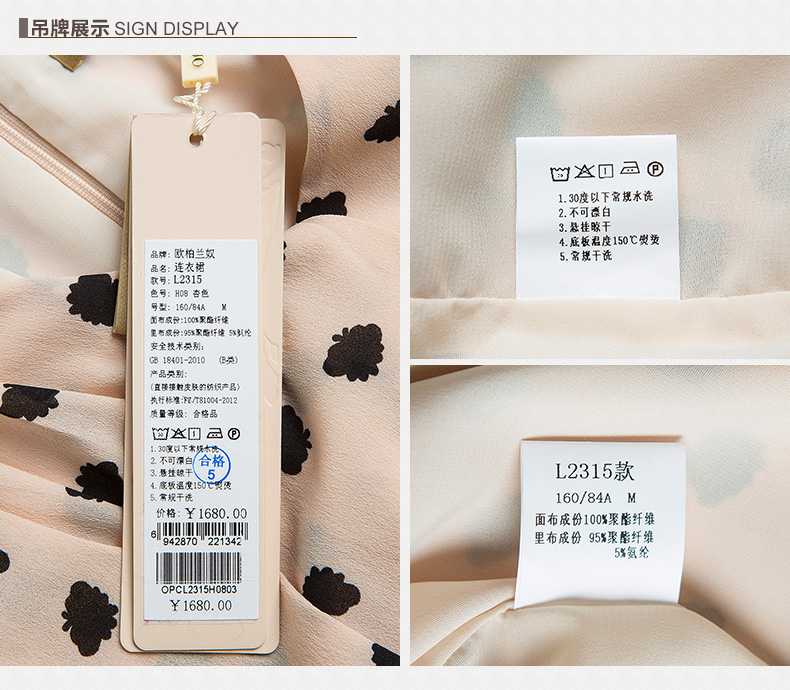 吊牌展示 SIGN DISPLAY
品牌: 欧柏兰奴
品名: 连衣裙
款号: L2315
色号: H08 杏色
号型: 160/84A M
面布成份:100%聚酯纤维
里布成份:95%聚酯纤维 5%氨纶
安全技术类别:
GB 18401-2010 (B类)
产品类别:
(直接接触皮肤的纺织产品)
执行标准:FZ/T81004-2012
质量等级: 合格品
1.30度以下常规水洗
2.不可漂白
3.悬挂晾干
4.底板温度150℃熨烫
5.常规干洗
合格
5
价格: ￥1680.00
6 942870 221342
OPCL2315H0803
￥1680.00
1.30度以下常规水洗
2.不可漂白
3.悬挂晾干
4.底板温度150℃熨烫
5.常规干洗
L2315款
160/84A M
面布成份100%聚酯纤维
里布成份 95%聚酯纤维
5%氨纶